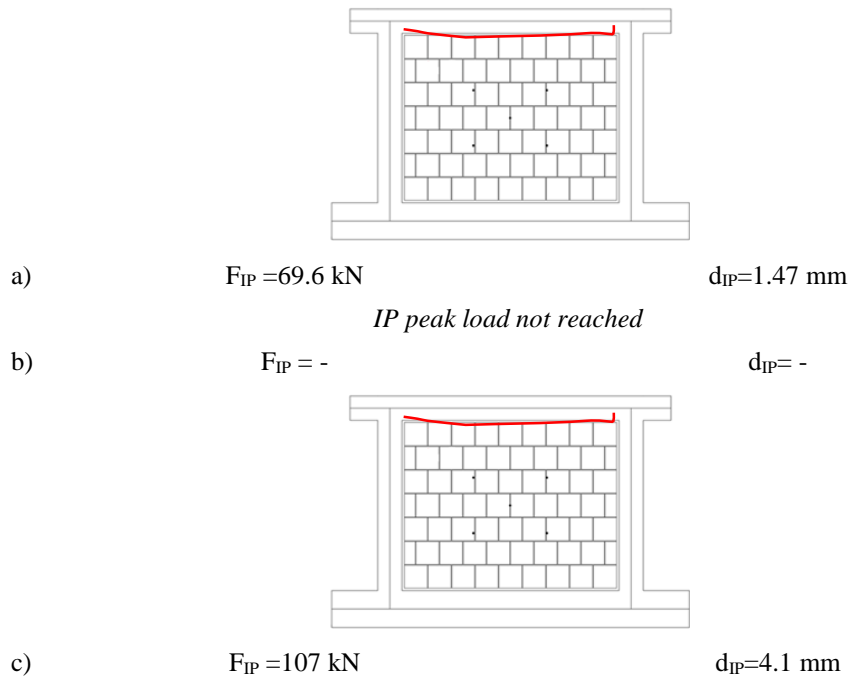 a) F_IP =69.6 kN d_IP=1.47 mm
IP peak load not reached
b) F_IP = - d_IP= -
c) F_IP =107 kN d_IP=4.1 mm